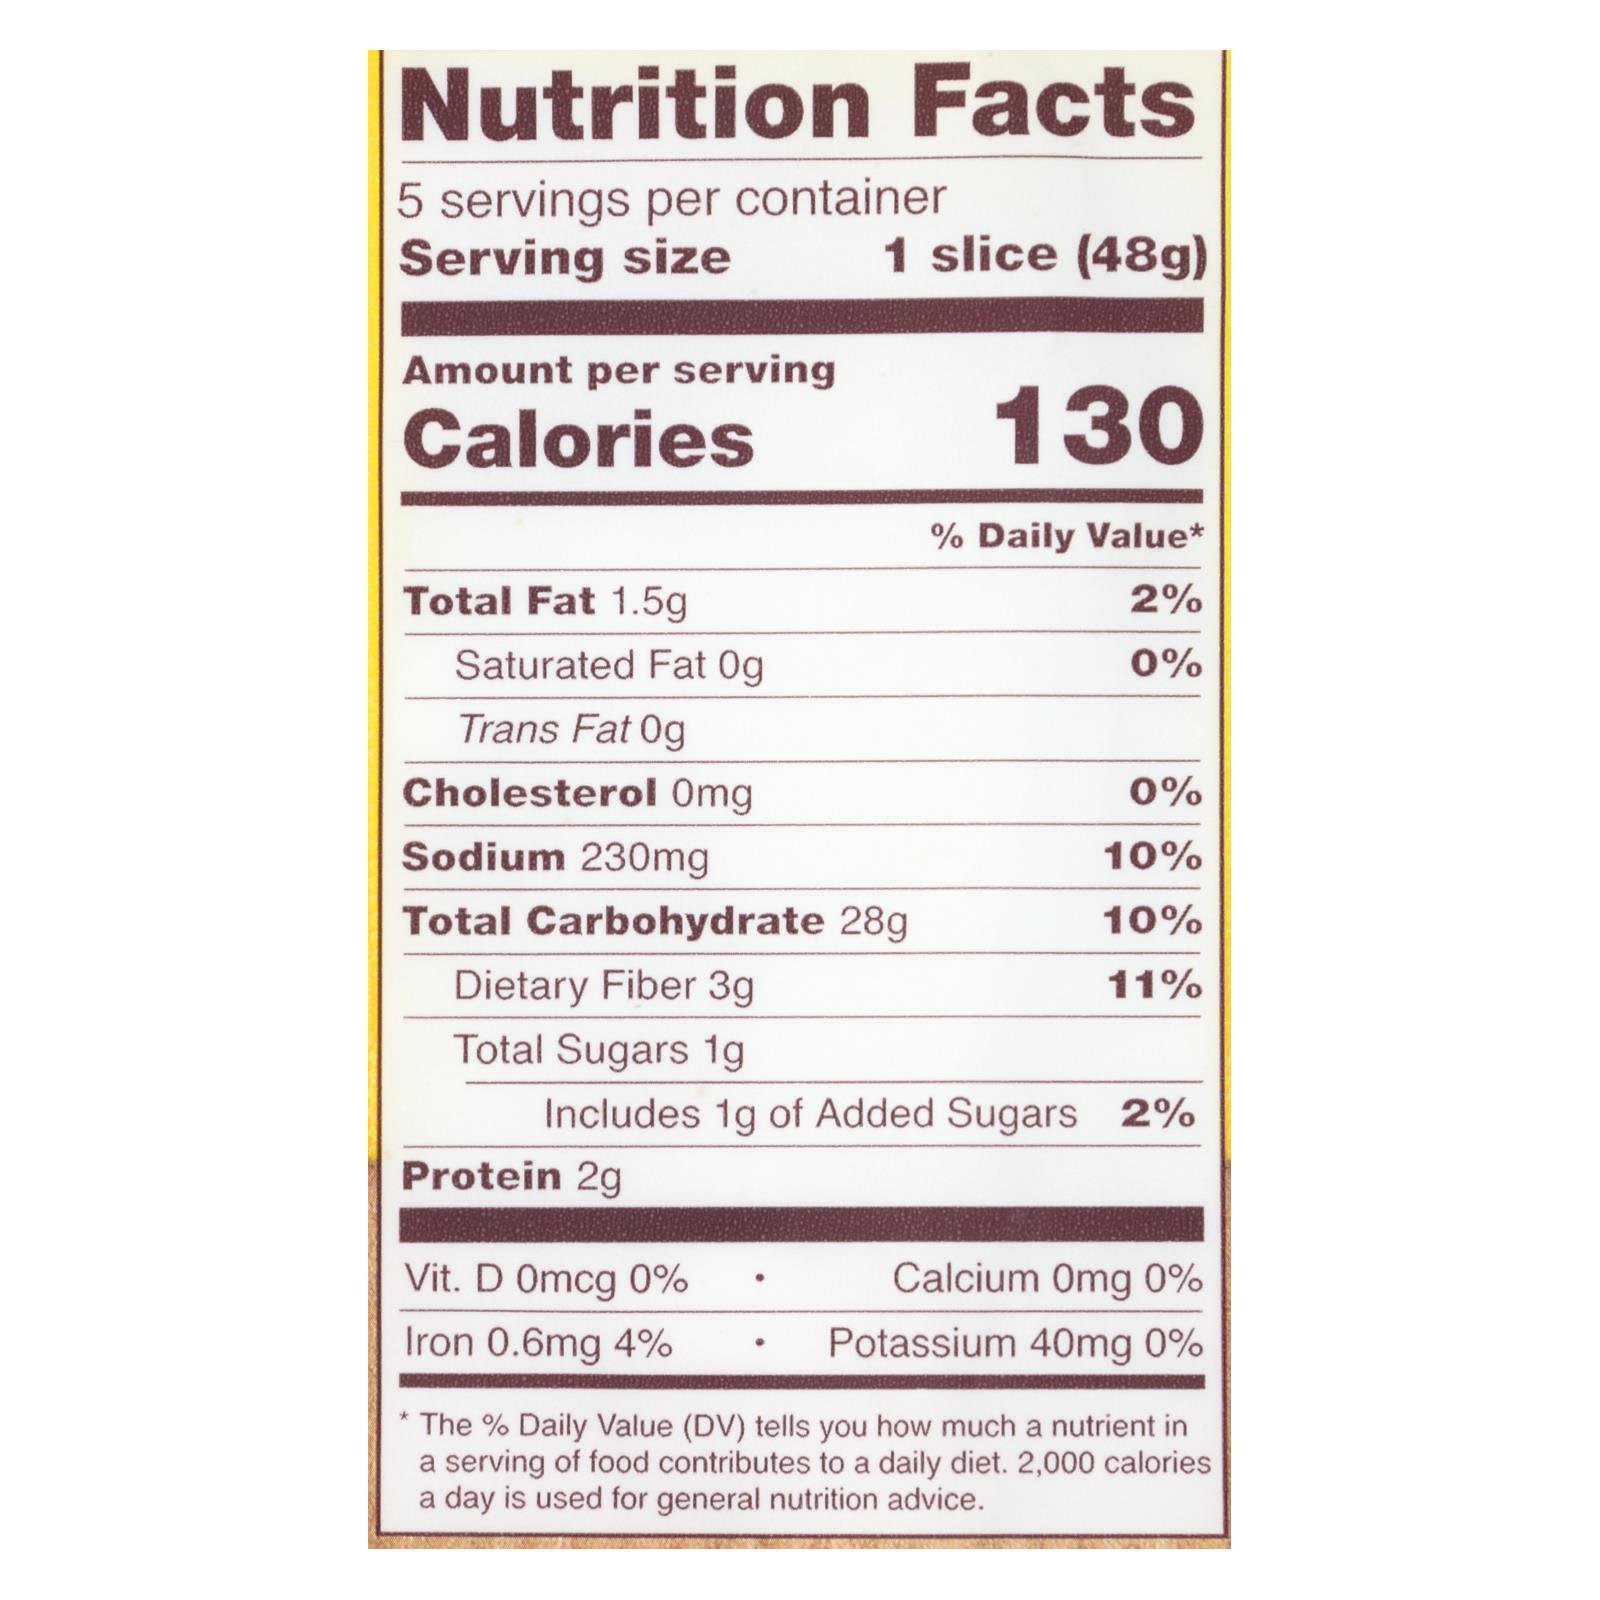 Nutrition Facts
5 servings per container
Serving size 1 slice (48g)
Amount per serving
Calories 130
% Daily Value*
Total Fat 1.5g 2%
Saturated Fat 0g 0%
Trans Fat 0g
Cholesterol 0mg 0%
Sodium 230mg 10%
Total Carbohydrate 28g 10%
Dietary Fiber 3g 11%
Total Sugars 1g
Includes 1g of Added Sugars 2%
Protein 2g
Vit. D 0mcg 0% • Calcium 0mg 0%
Iron 0.6mg 4% • Potassium 40mg 0%
* The % Daily Value (DV) tells you how much a nutrient in
a serving of food contributes to a daily diet. 2,000 calories
a day is used for general nutrition advice.